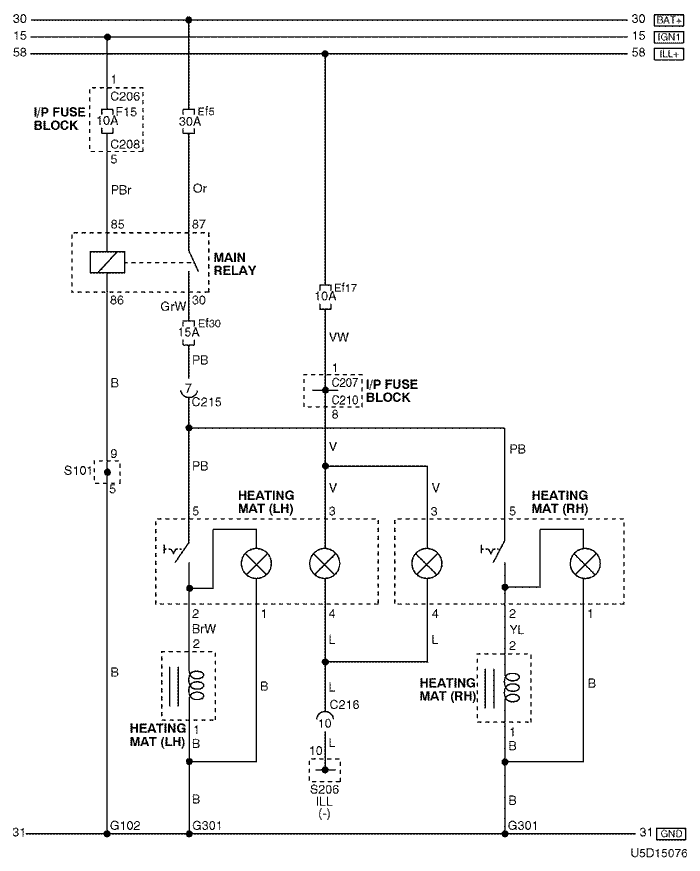 30 30 BAT+
15 15 IGN1
58 58 ILL+
1
C206
I/P FUSE
BLOCK
F15
10A
Ef5
30A
C208
5
PBr
Or
85
87
MAIN
RELAY
86
30
GrW
Ef30
15A
Ef17
10A
PB
VW
7
C215
1
C207
I/P FUSE
BLOCK
C210
8
B
V
PB
9
S101
5
PB
V
V
HEATING
MAT (LH)
HEATING
MAT (RH)
5
3
3
5
2
1
4
4
2
1
BrW
L
L
YL
2
2
B
B
B
L
C216
10
HEATING
MAT (RH)
HEATING
MAT (LH)
1
B
L
1
B
10
S206
ILL
(-)
B
B
31 G102 G301 G301 31 GND
U5D15076